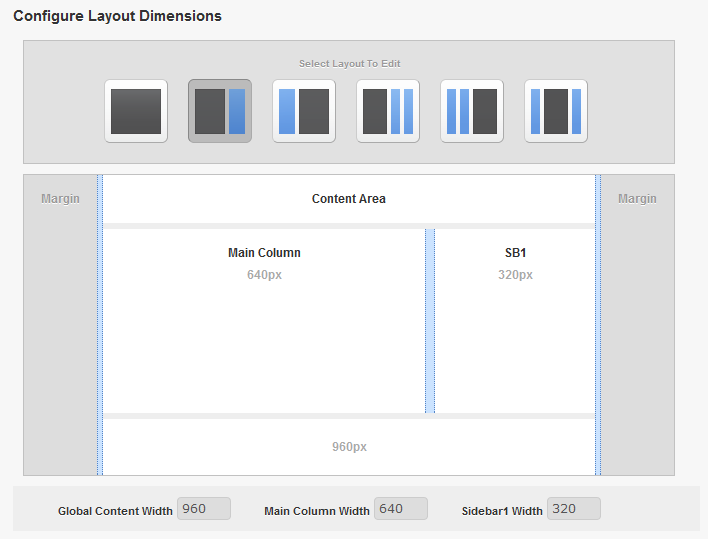 Configure Layout Dimensions
Select Layout To Edit
Margin
Content Area
Margin
Main Column
640px
SB1
320px
960px
Global Content Width 960 Main Column Width 640 Sidebar1 Width 320